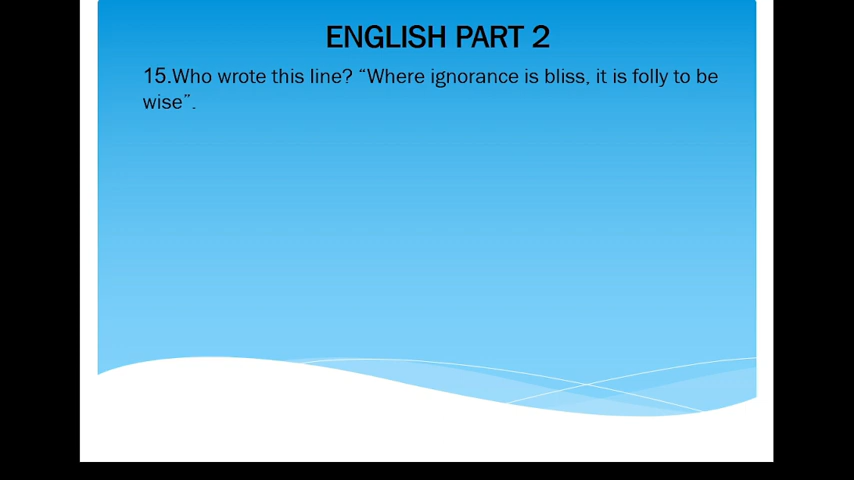 ENGLISH PART 2
15.Who wrote this line? “Where ignorance is bliss, it is folly to be
wise”.